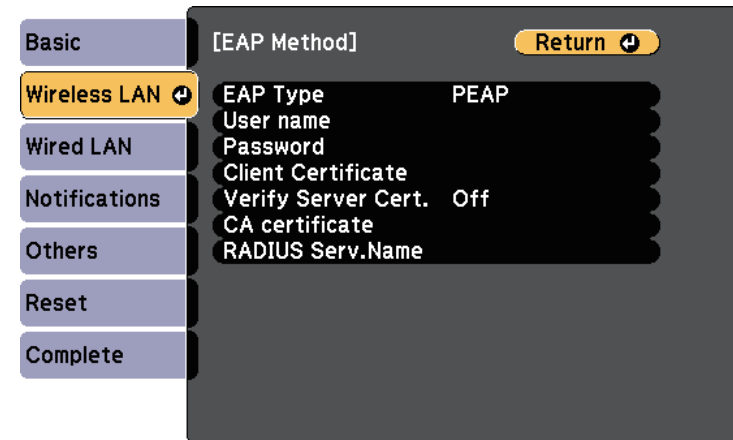 Basic
Wireless LAN
Wired LAN
Notifications
Others
Reset
Complete
[EAP Method]
Return
EAP Type PEAP
User name
Password
Client Certificate
Verify Server Cert. Off
CA certificate
RADIUS Serv.Name